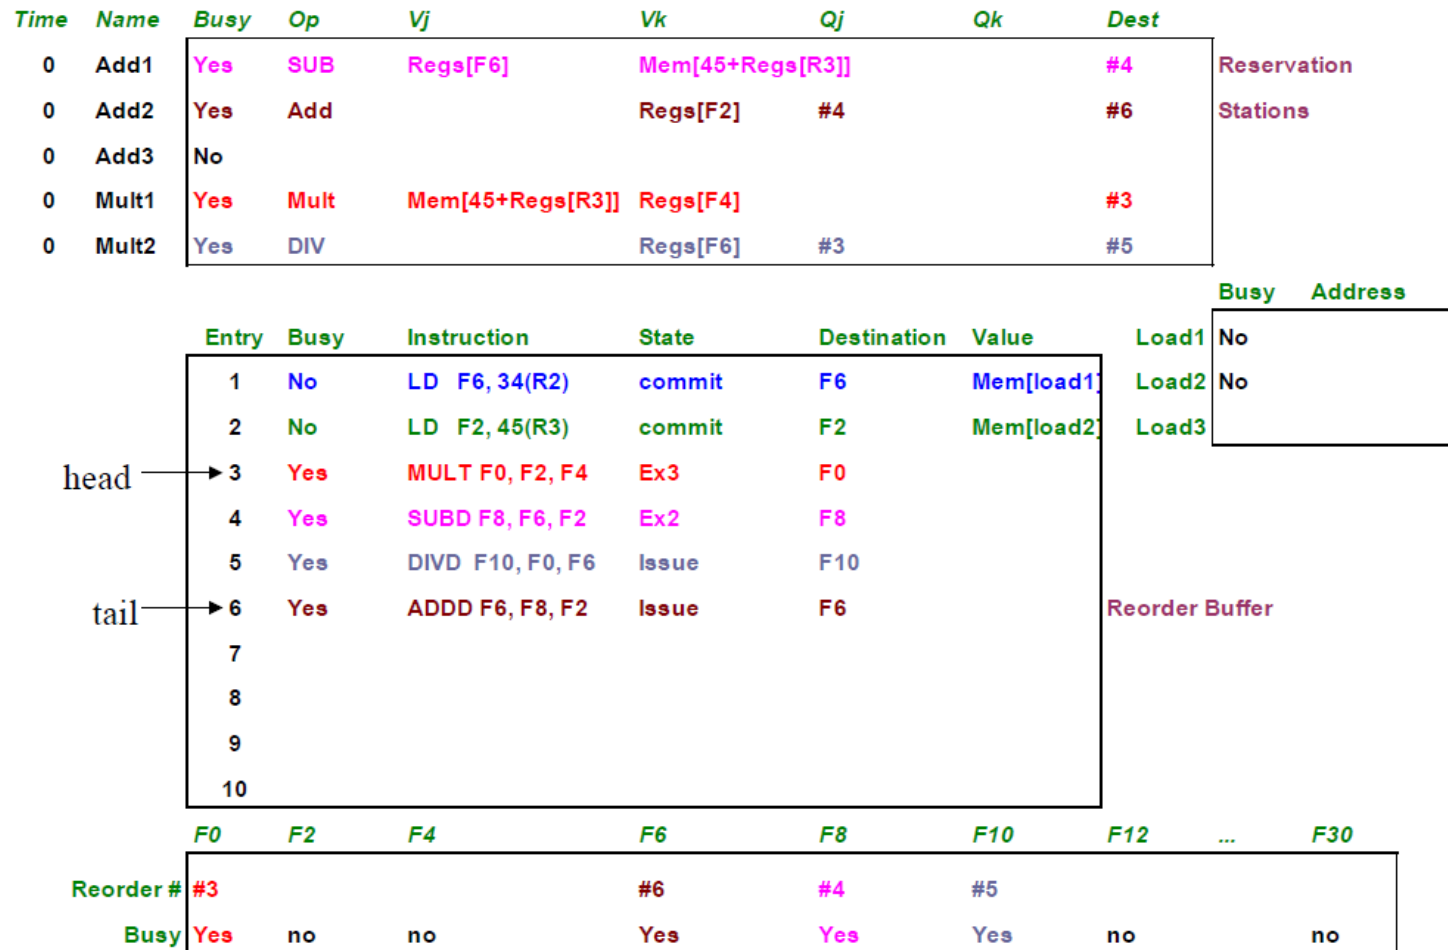 Time Name Busy Op Vj Vk Qj Qk Dest
0 Add1 Yes SUB Regs[F6] Mem[45+Regs[R3]] #4 Reservation
0 Add2 Yes Add Regs[F2] #4 #6 Stations
0 Add3 No
0 Mult1 Yes Mult Mem[45+Regs[R3]] Regs[F4] #3
0 Mult2 Yes DIV Regs[F6] #3 #5
Busy Address
Entry Busy Instruction State Destination Value Load1 No
1 No LD F6, 34(R2) commit F6 Mem[load1] Load2 No
2 No LD F2, 45(R3) commit F2 Mem[load2] Load3
head 3 Yes MULT F0, F2, F4 Ex3 F0
4 Yes SUBD F8, F6, F2 Ex2 F8
5 Yes DIVD F10, F0, F6 Issue F10
tail 6 Yes ADDD F6, F8, F2 Issue F6 Reorder Buffer
7
8
9
10
F0 F2 F4 F6 F8 F10 F12 ... F30
Reorder # #3 #6 #4 #5
Busy Yes no no Yes Yes Yes no no